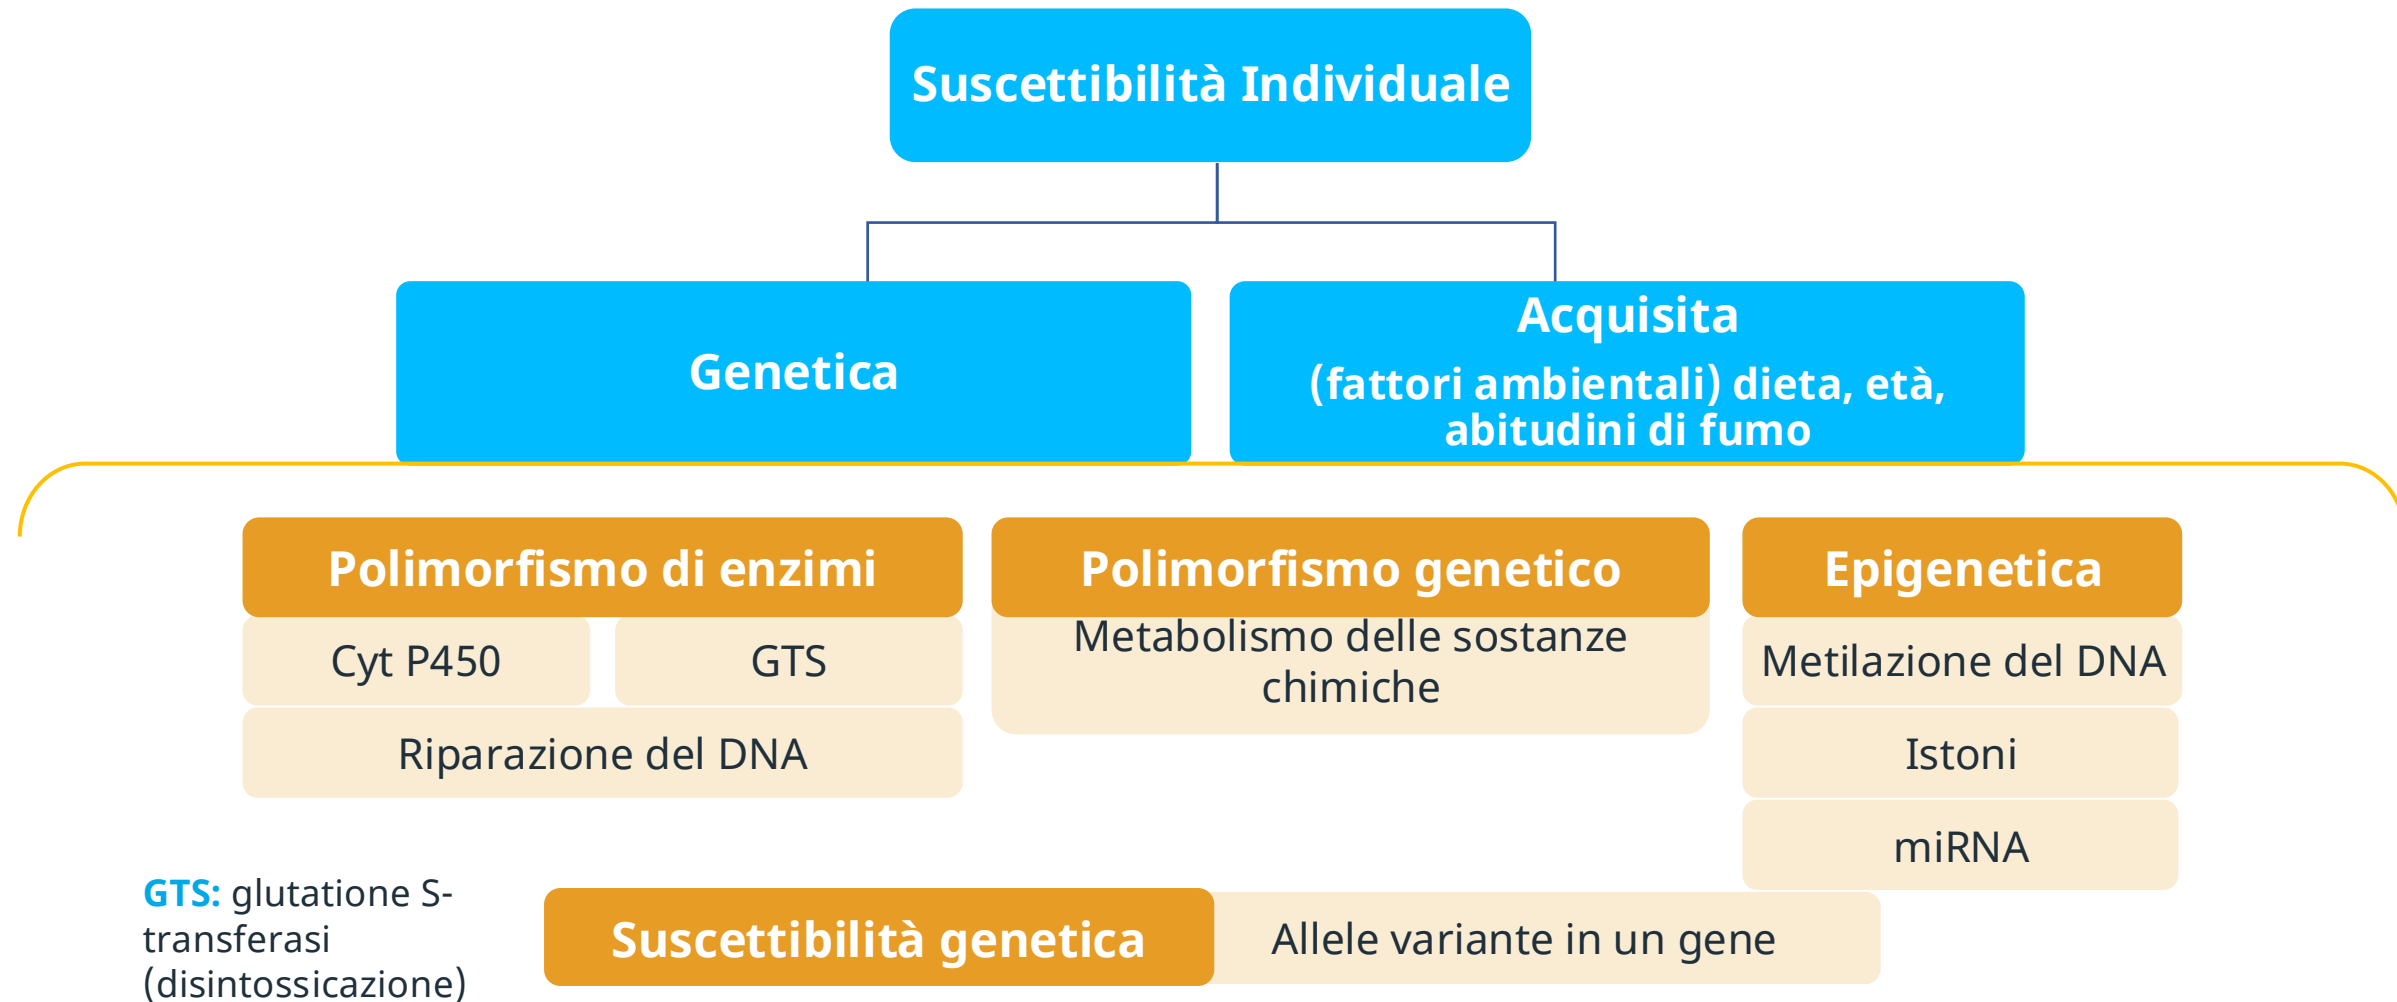 Suscettibilità Individuale
Genetica
Acquisita
(fattori ambientali) dieta, età,
abitudini di fumo
Polimorfismo di enzimi
Cyt P450
GTS
Riparazione del DNA
Polimorfismo genetico
Metabolismo delle sostanze
chimiche
Epigenetica
Metilazione del DNA
Istoni
miRNA
GTS: glutatione S-
transferasi
(disintossicazione)
Suscettibilità genetica
Allele variante in un gene